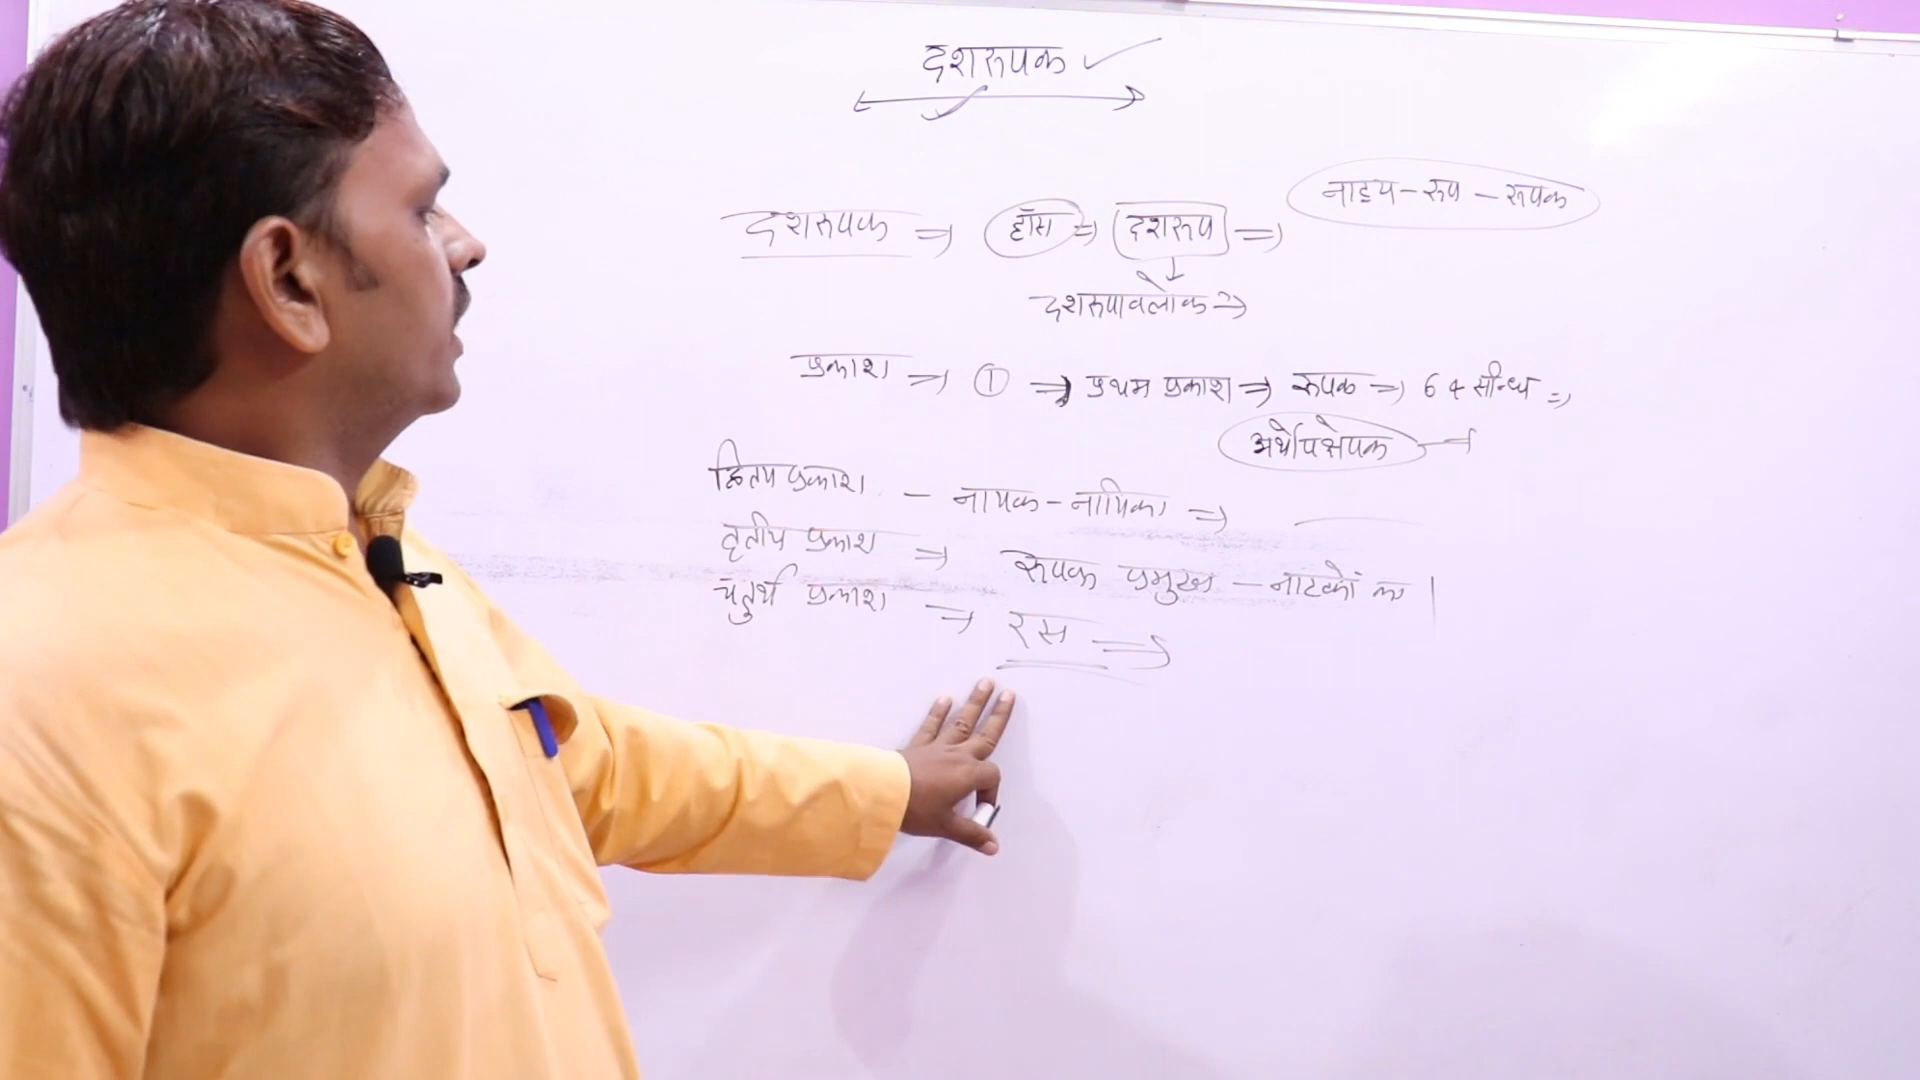 दशरूपक
नाट्य - रूप - रूपक
दशरूपक ⇒ हॉस ⇒ दशरूप ⇒
दशरूपावलोक ⇒
प्रकाश ⇒ ① ⇒ प्रथम प्रकाश ⇒ रूपक ⇒ 64 सन्धि ⇒
अर्थोपक्षेपक
द्वितीय प्रकाश - नायक - नायिका ⇒
तृतीय प्रकाश ⇒ रूपक प्रमुख - नाटकों का
चतुर्थ प्रकाश ⇒ रस ⇒